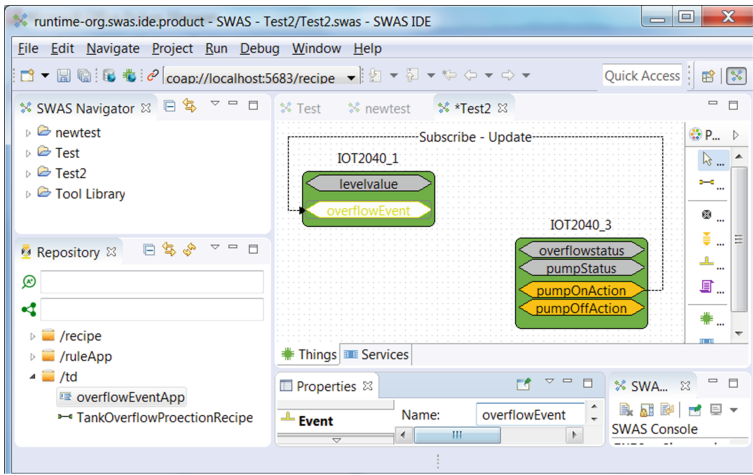 runtime-org.swas.ide.product - SWAS - Test2/Test2.swas - SWAS IDE
File Edit View Navigate Project Run Debug Window Help
coap://localhost:5683/recipe
Quick Access
SWAS Navigator
newtest
Test
Test2
Tool Library
Repository
/recipe
/ruleApp
/td
overflowEventApp
TankOverflowProectionRecipe
Test newtest *Test2
Subscribe - Update
IOT2040_1
levelvalue
overflowEvent
IOT2040_3
overflowstatus
pumpStatus
pumpOnAction
pumpOffAction
P...
...
...
...
...
...
...
Things Services
Properties
Event
Name: overflowEvent
SWA...
SWAS Console